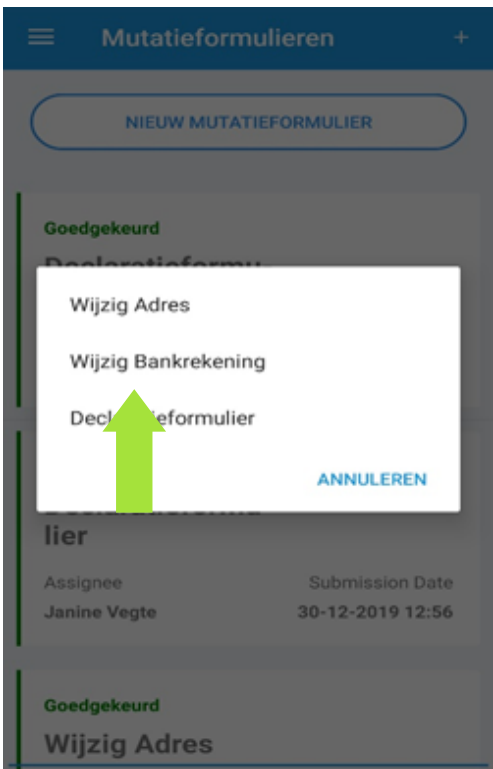 Mutatieformulieren +
NIEUW MUTATIEFORMULIER
Goedgekeurd
Wijzig Adres
Wijzig Bankrekening
ANNULEREN
lier
Assignee Submission Date
Janine Vegte 30-12-2019 12:56
Goedgekeurd
Wijzig Adres